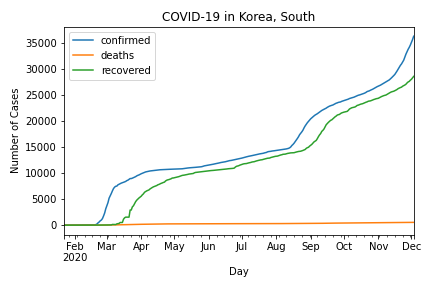 COVID-19 in Korea, South
confirmed
deaths
recovered
Number of Cases
35000
30000
25000
20000
15000
10000
5000
0
Feb Mar Apr May Jun Jul Aug Sep Oct Nov Dec
2020
Day